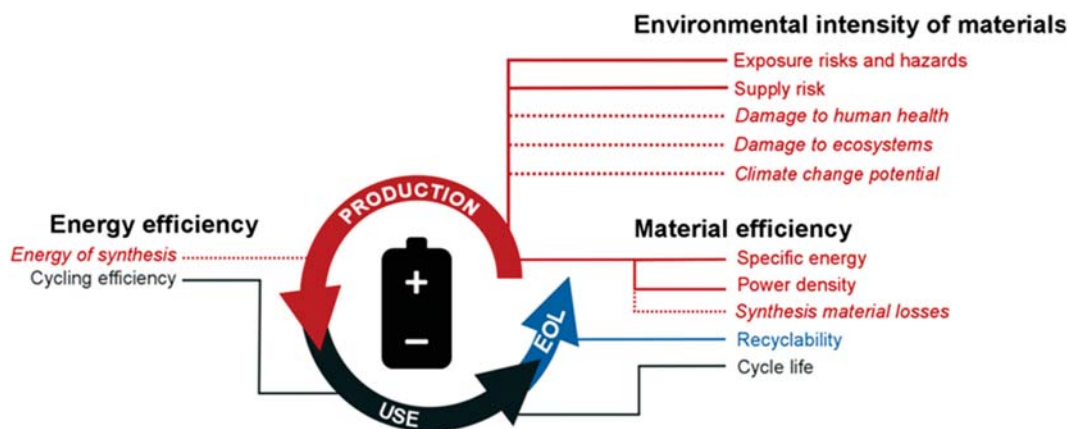 Environmental intensity of materials
Exposure risks and hazards
Supply risk
Damage to human health
Damage to ecosystems
Climate change potential
PRODUCTION
Energy efficiency
Energy of synthesis
Cycling efficiency
Material efficiency
Specific energy
Power density
Synthesis material losses
Recyclability
Cycle life
+
−
EOL
USE